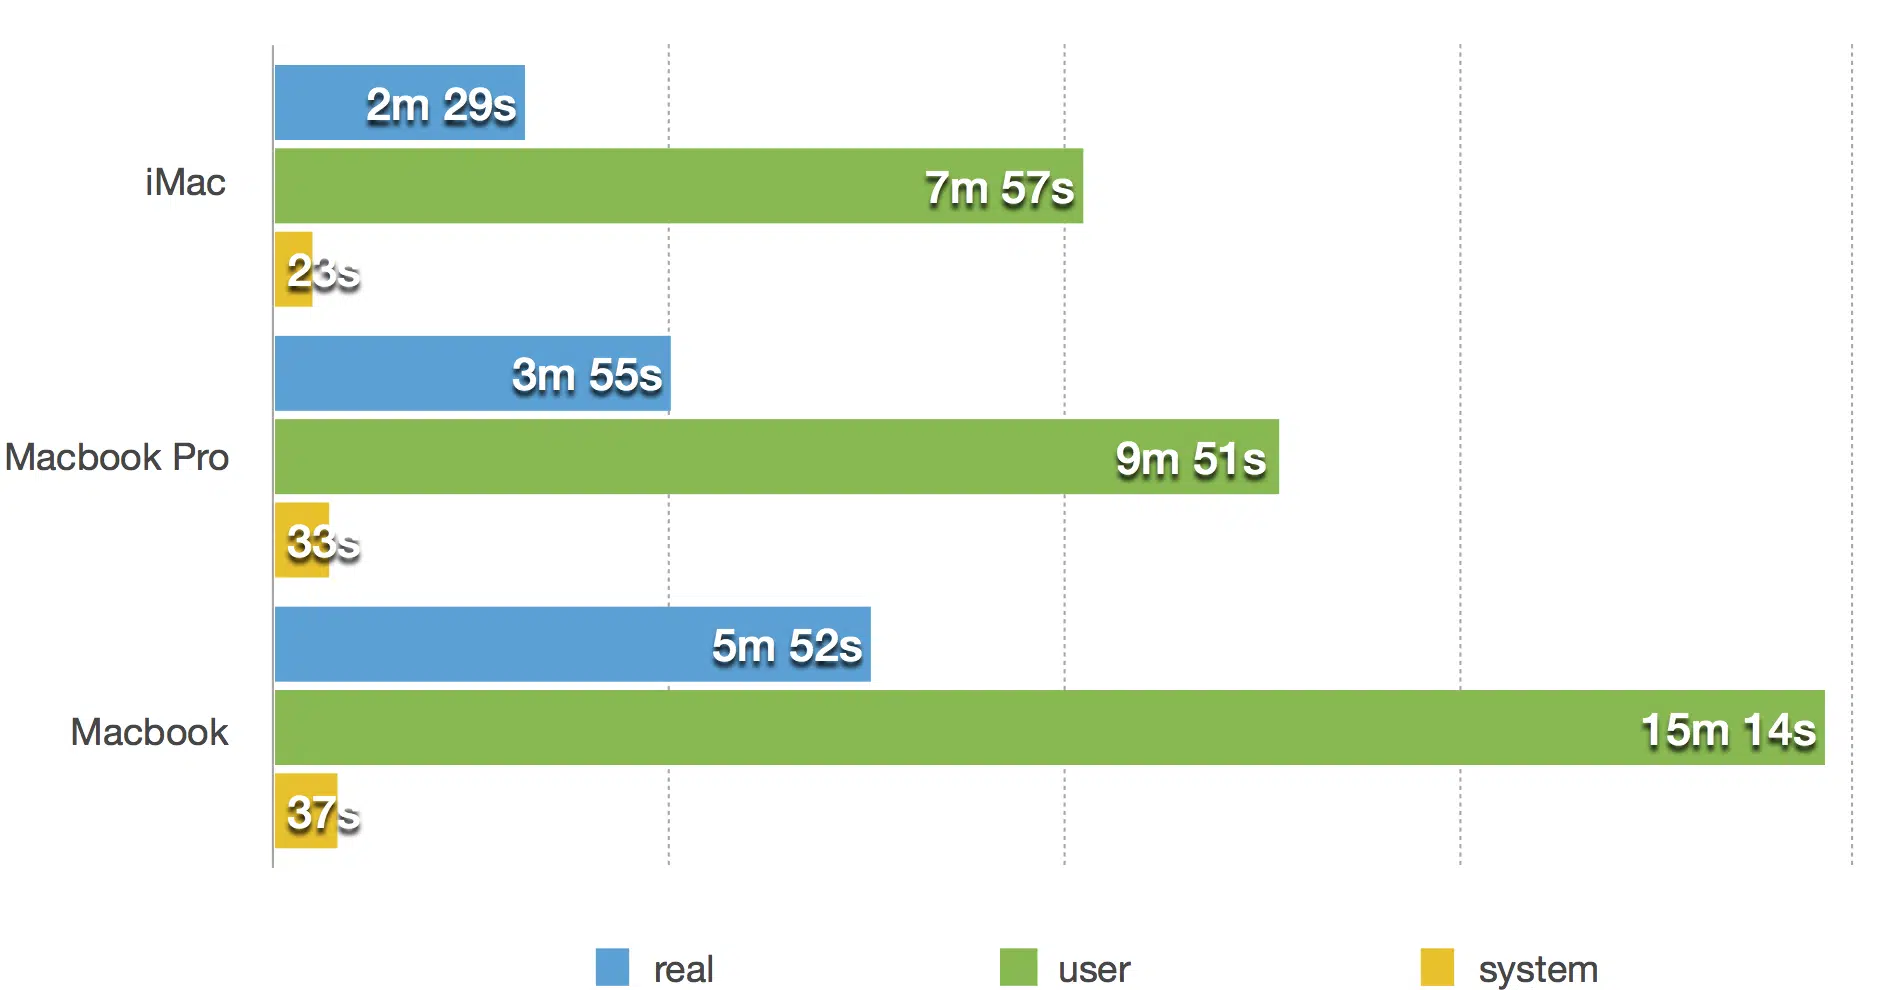 2m 29s
iMac
7m 57s
23s
3m 55s
Macbook Pro
9m 51s
33s
5m 52s
Macbook
15m 14s
37s
real
user
system